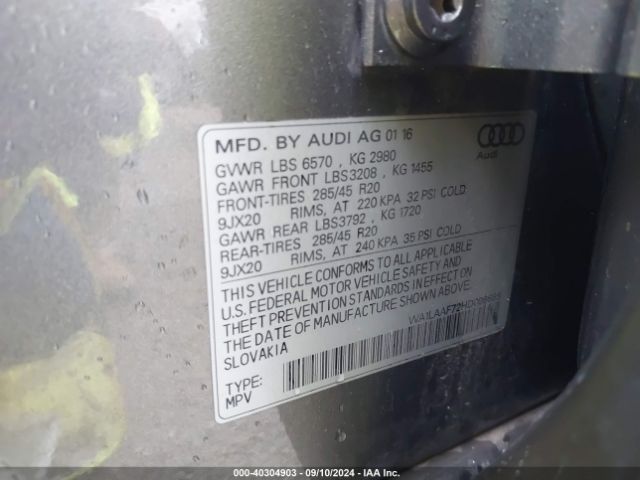 MFD. BY AUDI AG 01 16
GVWR LBS 6570 , KG 2980
GAWR FRONT LBS3208 , KG 1455
FRONT-TIRES 285/45 R20
9JX20 RIMS, AT 220 KPA 32 PSI COLD
GAWR REAR LBS3792 , KG 1720
REAR-TIRES 285/45 R20
9JX20 RIMS, AT 240 KPA 35 PSI COLD
THIS VEHICLE CONFORMS TO ALL APPLICABLE
U.S. FEDERAL MOTOR VEHICLE SAFETY AND
THEFT PREVENTION STANDARDS IN EFFECT ON
THE DATE OF MANUFACTURE SHOWN ABOVE.
SLOVAKIA
TYPE:
MPV
Audi
000-40304903 - 09/10/2024 - IAA Inc.